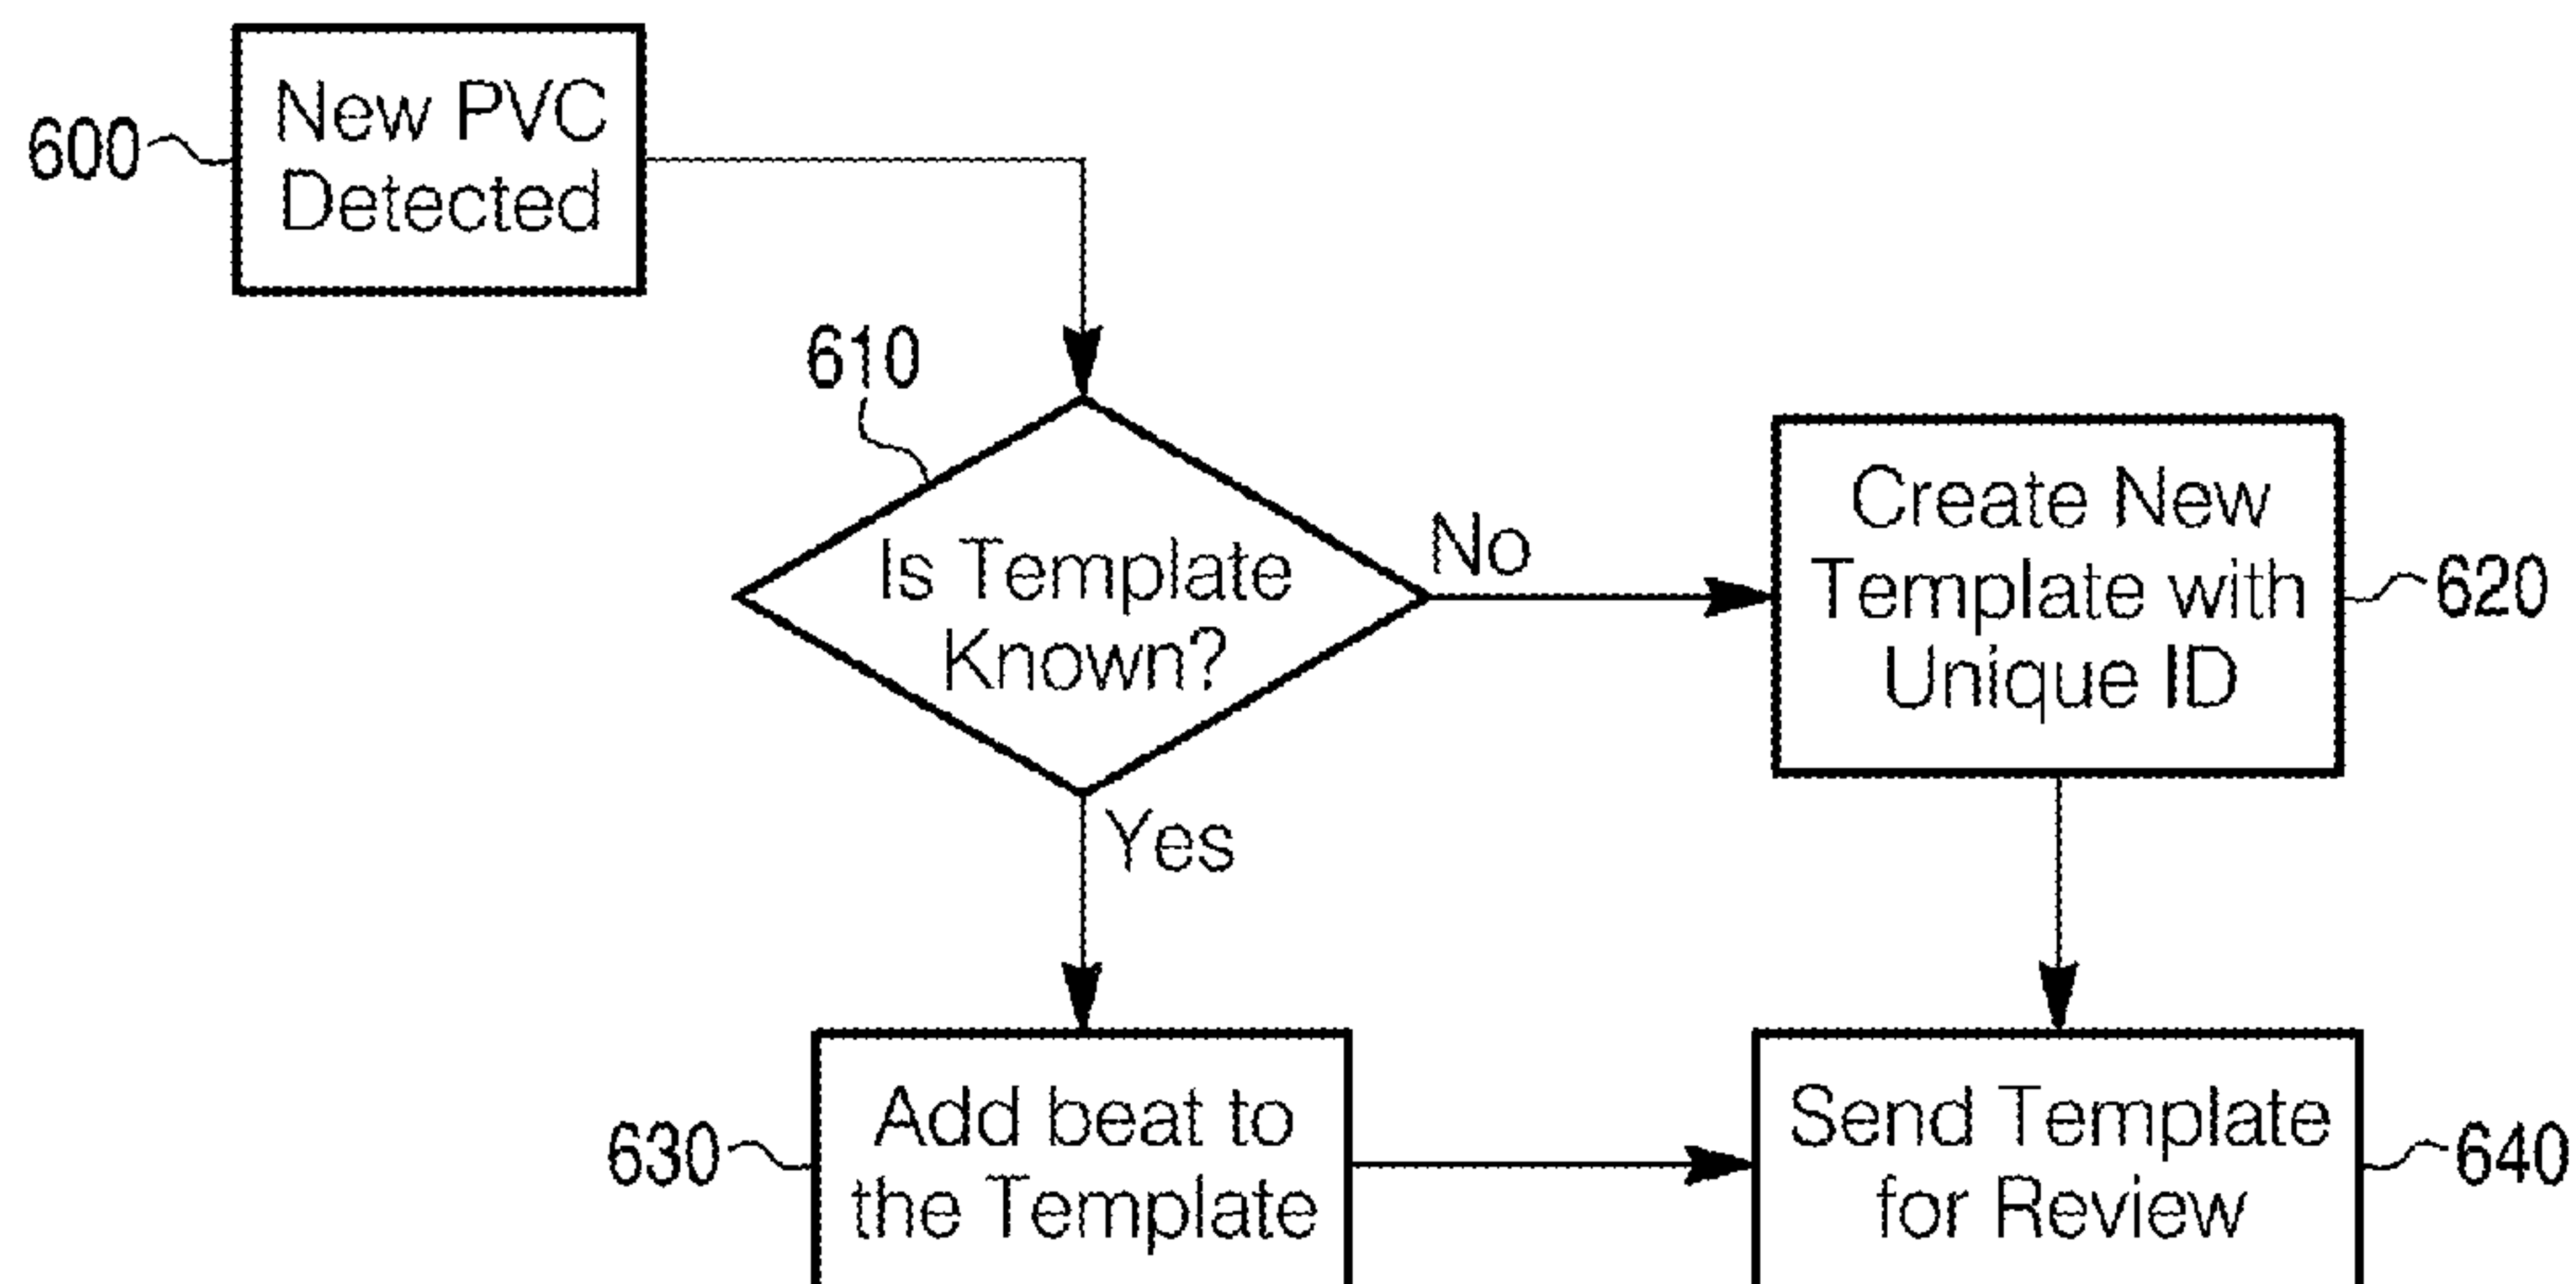 New PVC
Detected
600
610
Is Template
Known?
No
Create New
Template with
Unique ID
620
Yes
630
Add beat to
the Template
Send Template
for Review
640